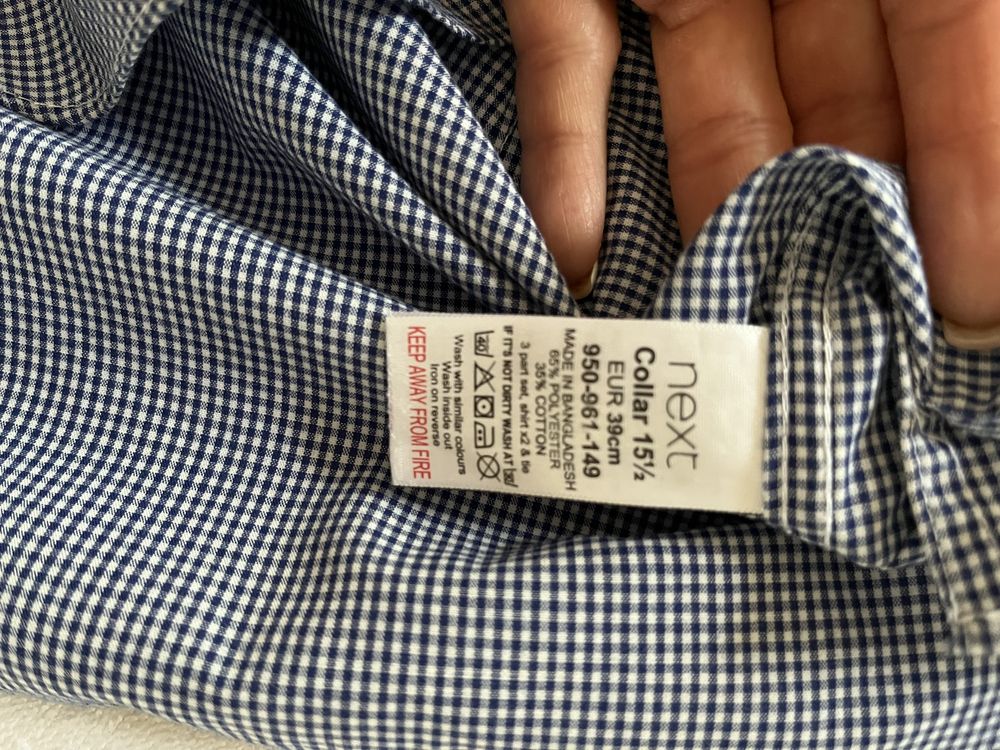 next
Collar 15½
EUR 39cm
950-961-149
MADE IN BANGLADESH
65% POLYESTER
35% COTTON
3 part set, shirt x2 & tie
IF IT'S NOT DIRTY WASH AT 30
40
Wash with similar colours
Wash inside out
Iron on reverse
KEEP AWAY FROM FIRE